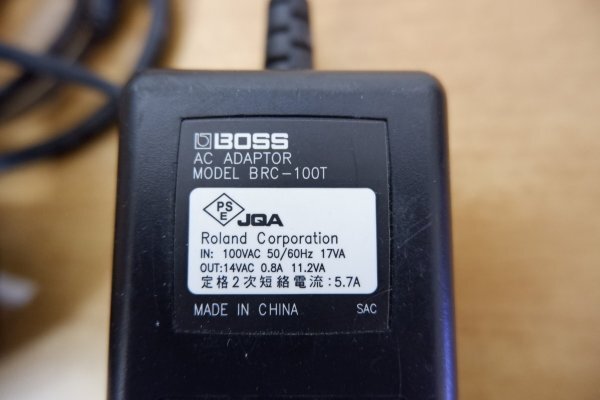 BOSS
AC ADAPTOR
MODEL BRC-100T
PSE JQA
Roland Corporation
IN: 100VAC 50/60Hz 17VA
OUT:14VAC 0.8A 11.2VA
定格2次短絡電流:5.7A
MADE IN CHINA SAC